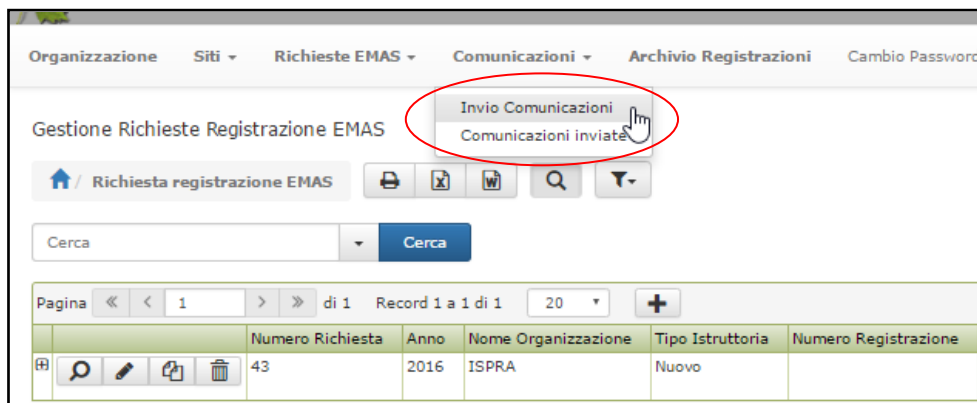 Organizzazione Siti Richieste EMAS Comunicazioni Archivio Registrazioni Cambio Password
Invio Comunicazioni
Comunicazioni inviate
Gestione Richieste Registrazione EMAS
/ Richiesta registrazione EMAS
Cerca Cerca
Pagina 1 di 1 Record 1 a 1 di 1 20
Numero Richiesta Anno Nome Organizzazione Tipo Istruttoria Numero Registrazione
43 2016 ISPRA Nuovo